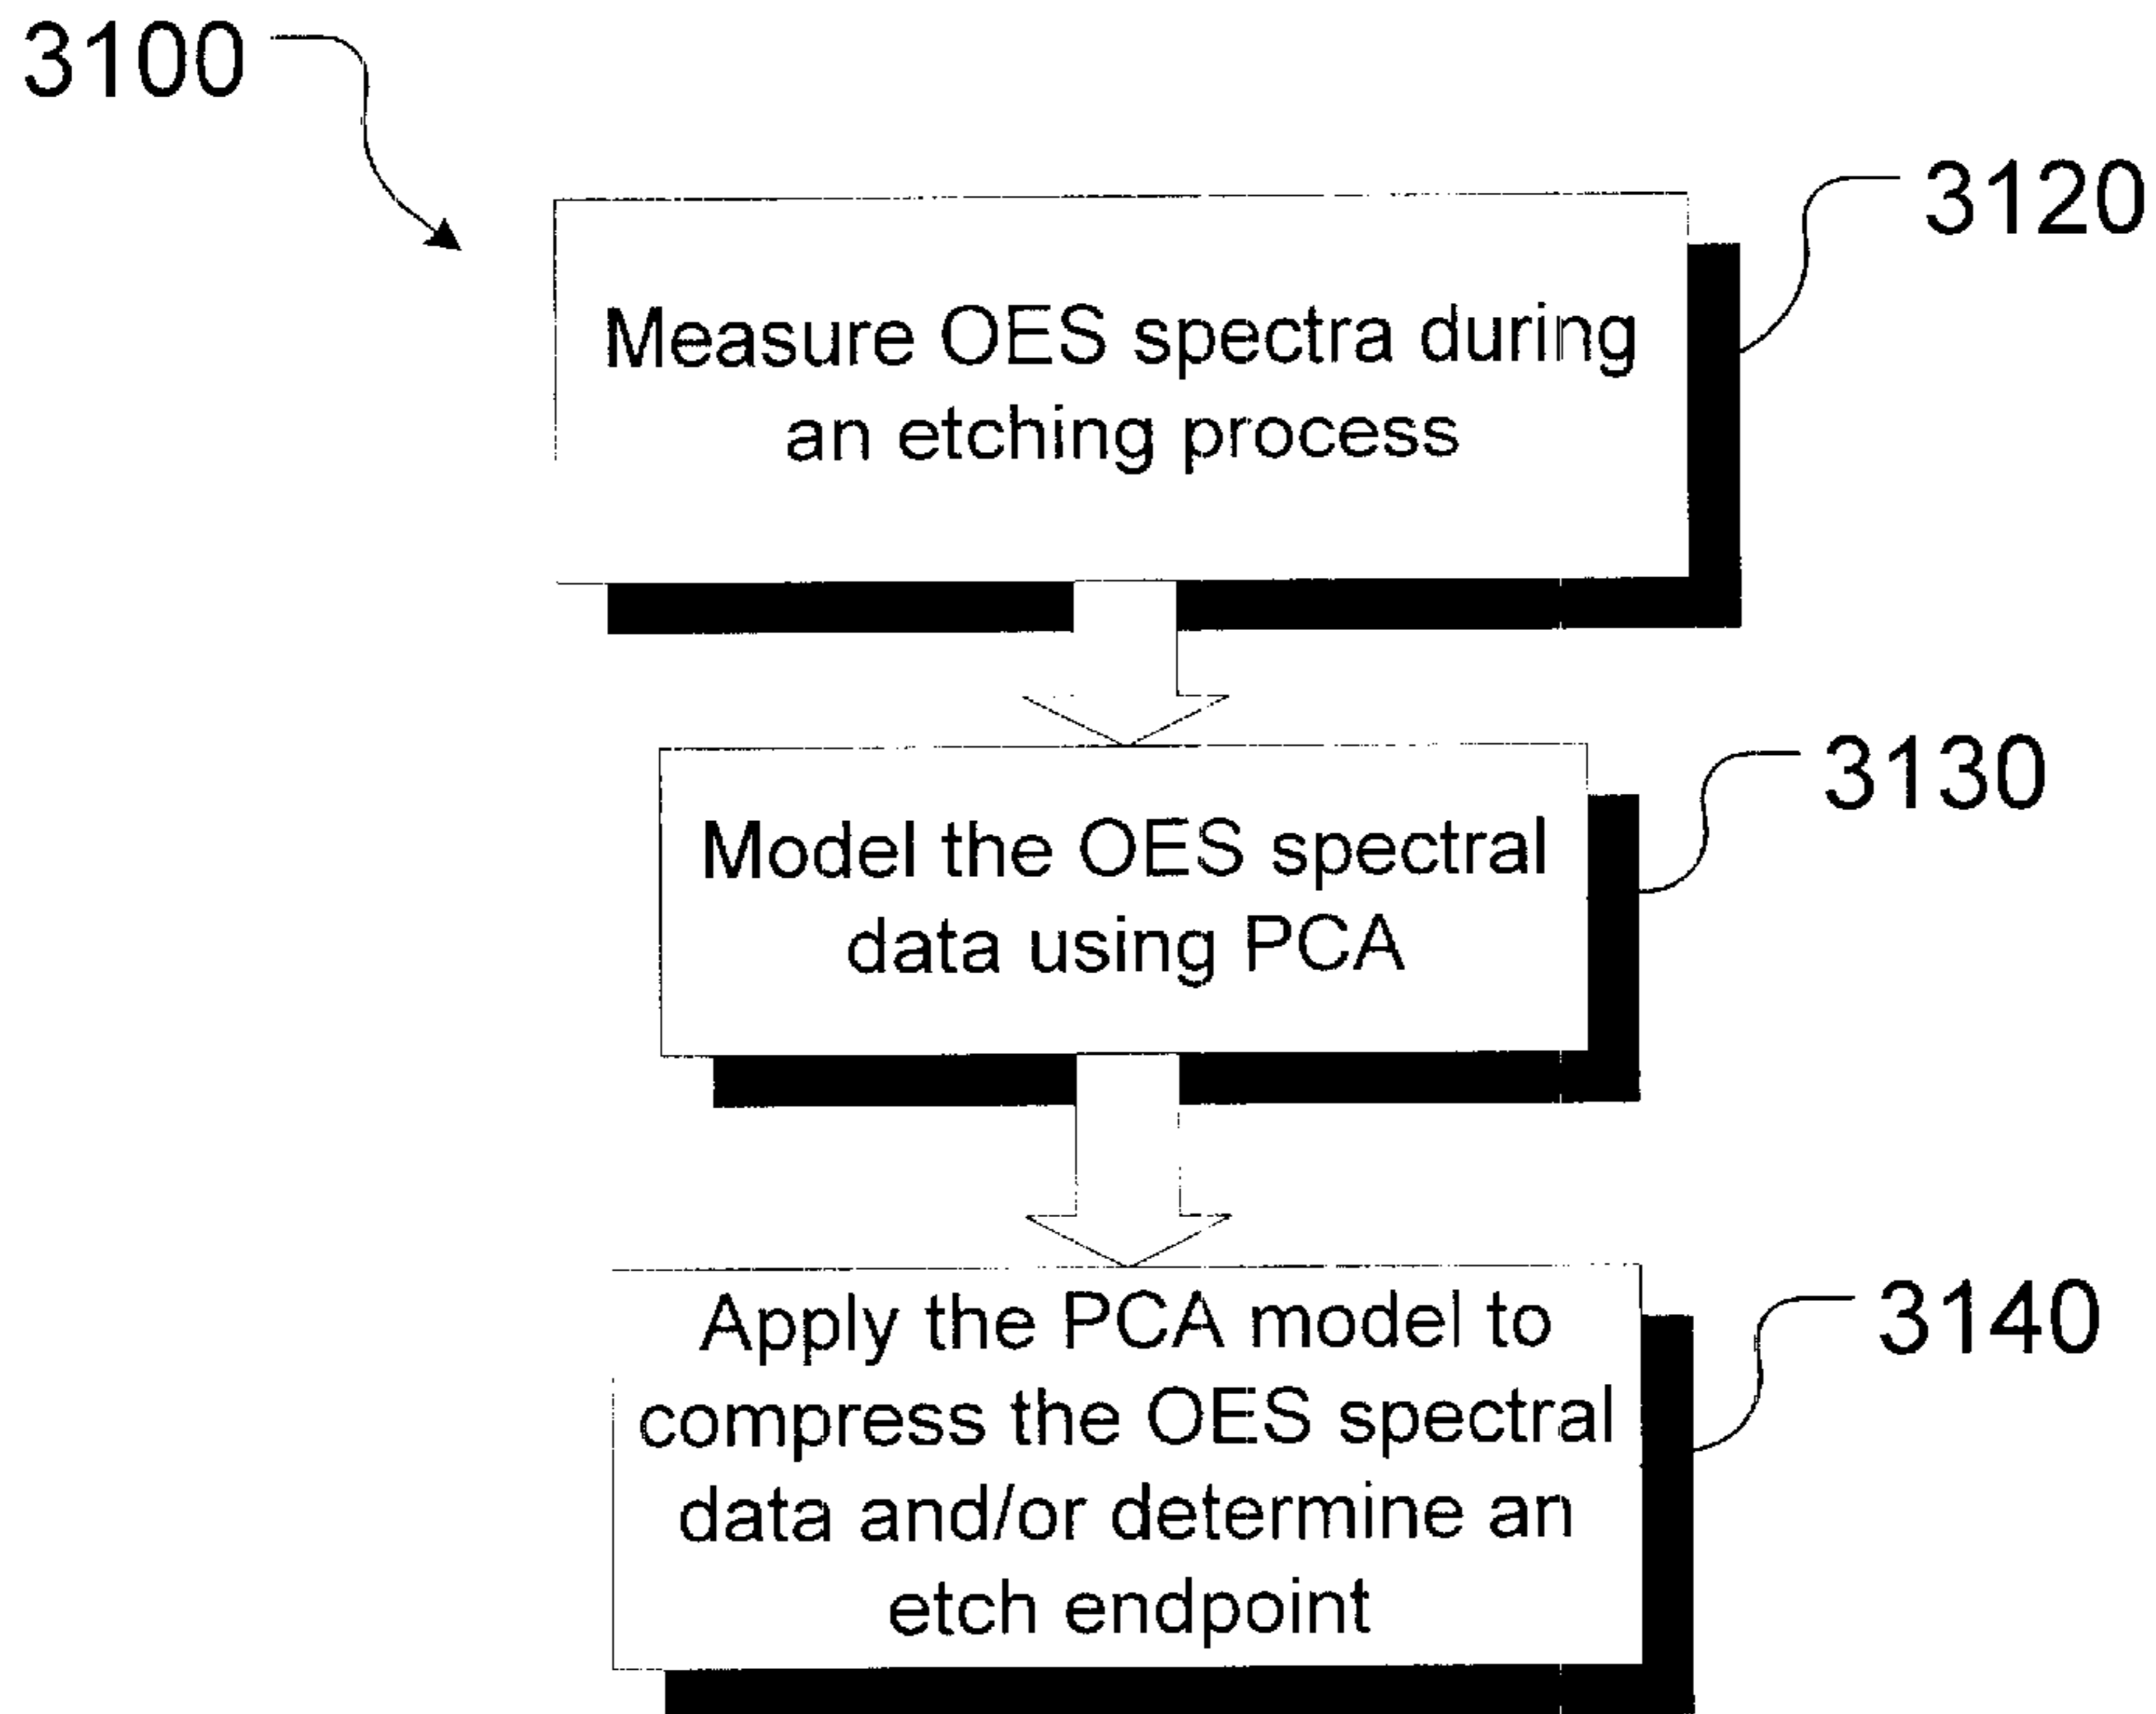 3100
3120
Measure OES spectra during
an etching process
3130
Model the OES spectral
data using PCA
3140
Apply the PCA model to
compress the OES spectral
data and/or determine an
etch endpoint